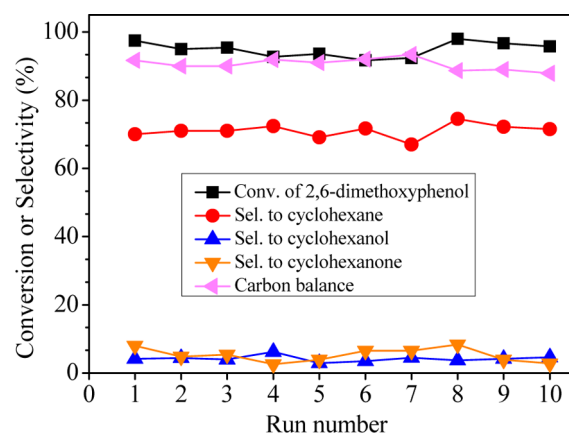 Conversion or Selectivity (%)
100
80
60
40
20
0
Conv. of 2,6-dimethoxyphenol
Sel. to cyclohexane
Sel. to cyclohexanol
Sel. to cyclohexanone
Carbon balance
0 1 2 3 4 5 6 7 8 9 10
Run number